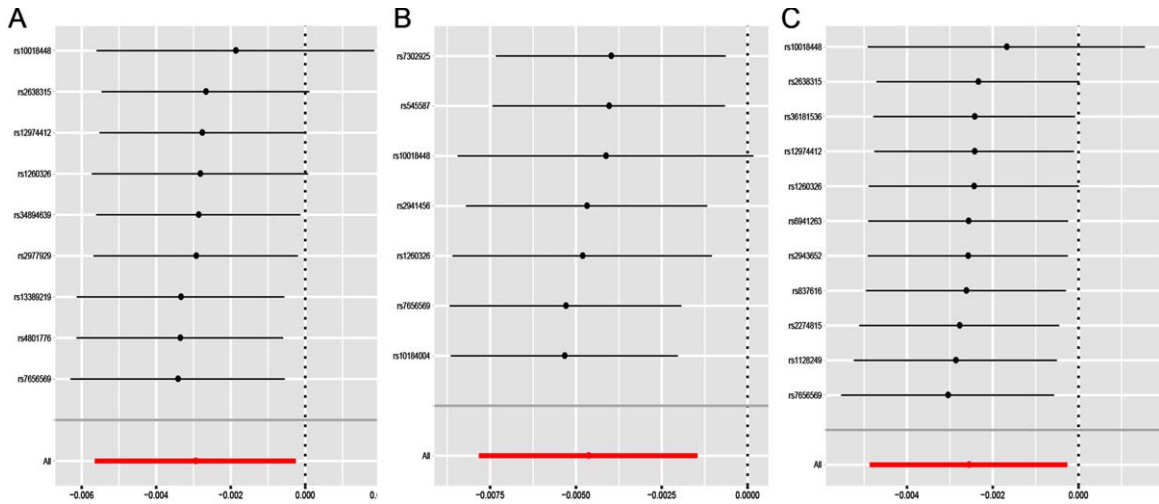 A
rs10018448
rs2638315
rs12974412
rs1260326
rs34894639
rs2977929
rs13389219
rs4801776
rs7656569
All
−0.006 −0.004 −0.002 0.000
B
rs7302925
rs545587
rs10018448
rs2941456
rs1260326
rs7656569
rs10184004
All
−0.0075 −0.0050 −0.0025 0.0000
C
rs10018448
rs2638315
rs36181536
rs12974412
rs1260326
rs6941263
rs2943652
rs837616
rs2274815
rs1128249
rs7656569
All
−0.004 −0.002 0.000